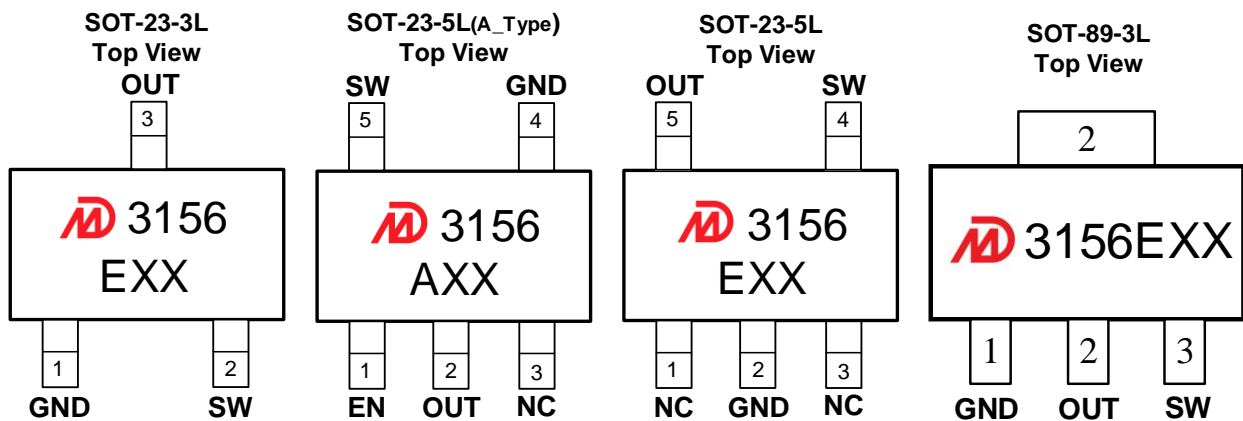 SOT-23-3L
Top View
OUT
3
3156
EXX
1
2
GND
SW
SOT-23-5L(A_Type)
Top View
SW
GND
5
4
3156
AXX
1
2
3
EN
OUT
NC
SOT-23-5L
Top View
OUT
SW
5
4
3156
EXX
1
2
3
NC
GND
NC
SOT-89-3L
Top View
2
3156EXX
1
2
3
GND
OUT
SW